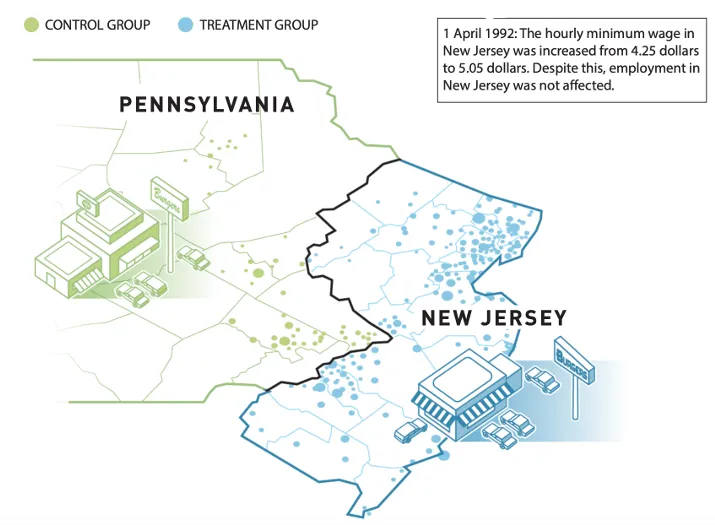 CONTROL GROUP
TREATMENT GROUP
1 April 1992: The hourly minimum wage in
New Jersey was increased from 4.25 dollars
to 5.05 dollars. Despite this, employment in
New Jersey was not affected.
PENNSYLVANIA
Burgers
NEW JERSEY
BURGERS